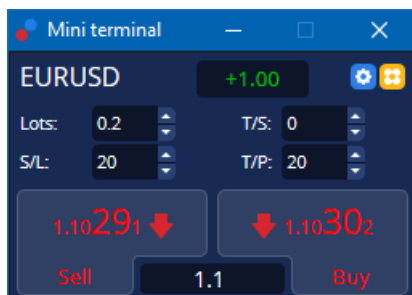 Mini terminal
EURUSD +1.00
Lots: 0.2 T/S: 0
S/L: 20 T/P: 20
1.10291 1.10302
Sell 1.1 Buy